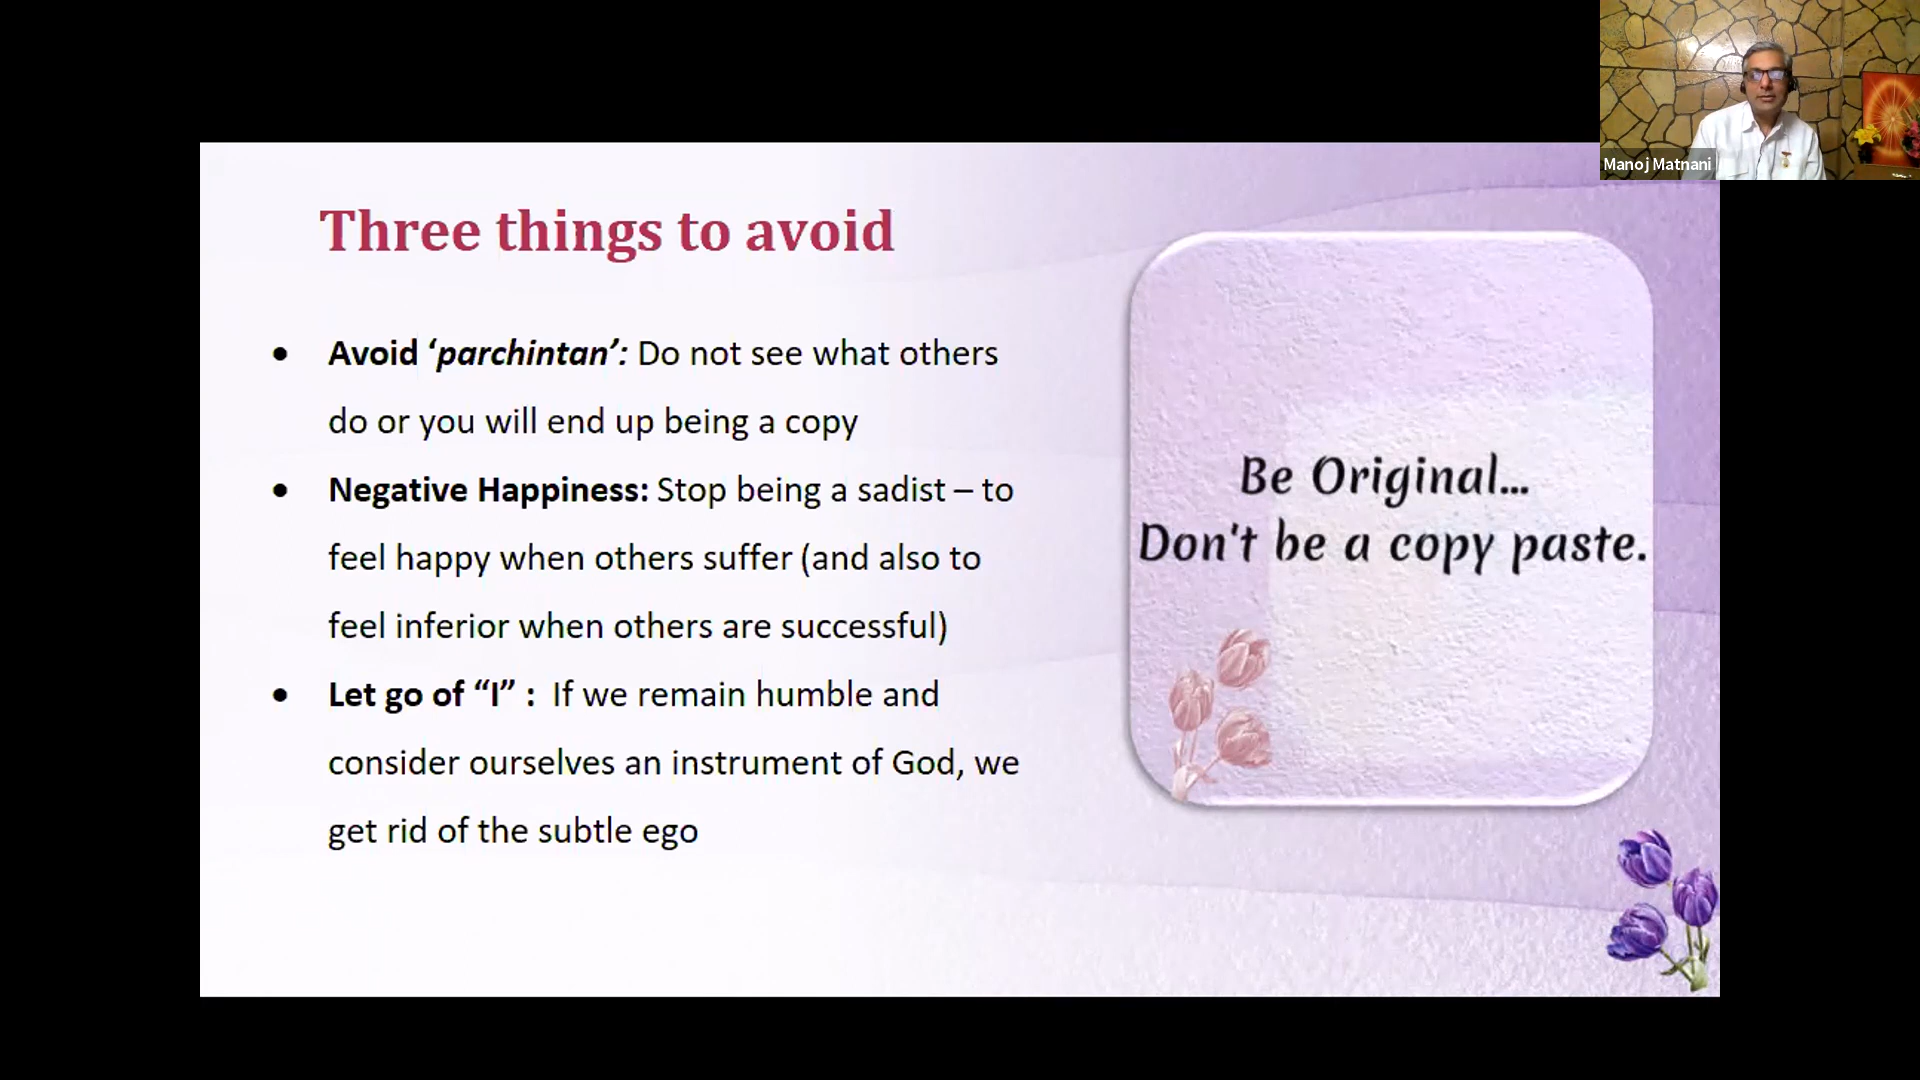 Manoj Matnani
Three things to avoid
• Avoid ‘parchintan’: Do not see what others
do or you will end up being a copy
• Negative Happiness: Stop being a sadist – to
feel happy when others suffer (and also to
feel inferior when others are successful)
• Let go of “I” : If we remain humble and
consider ourselves an instrument of God, we
get rid of the subtle ego
Be Original...
Don't be a copy paste.